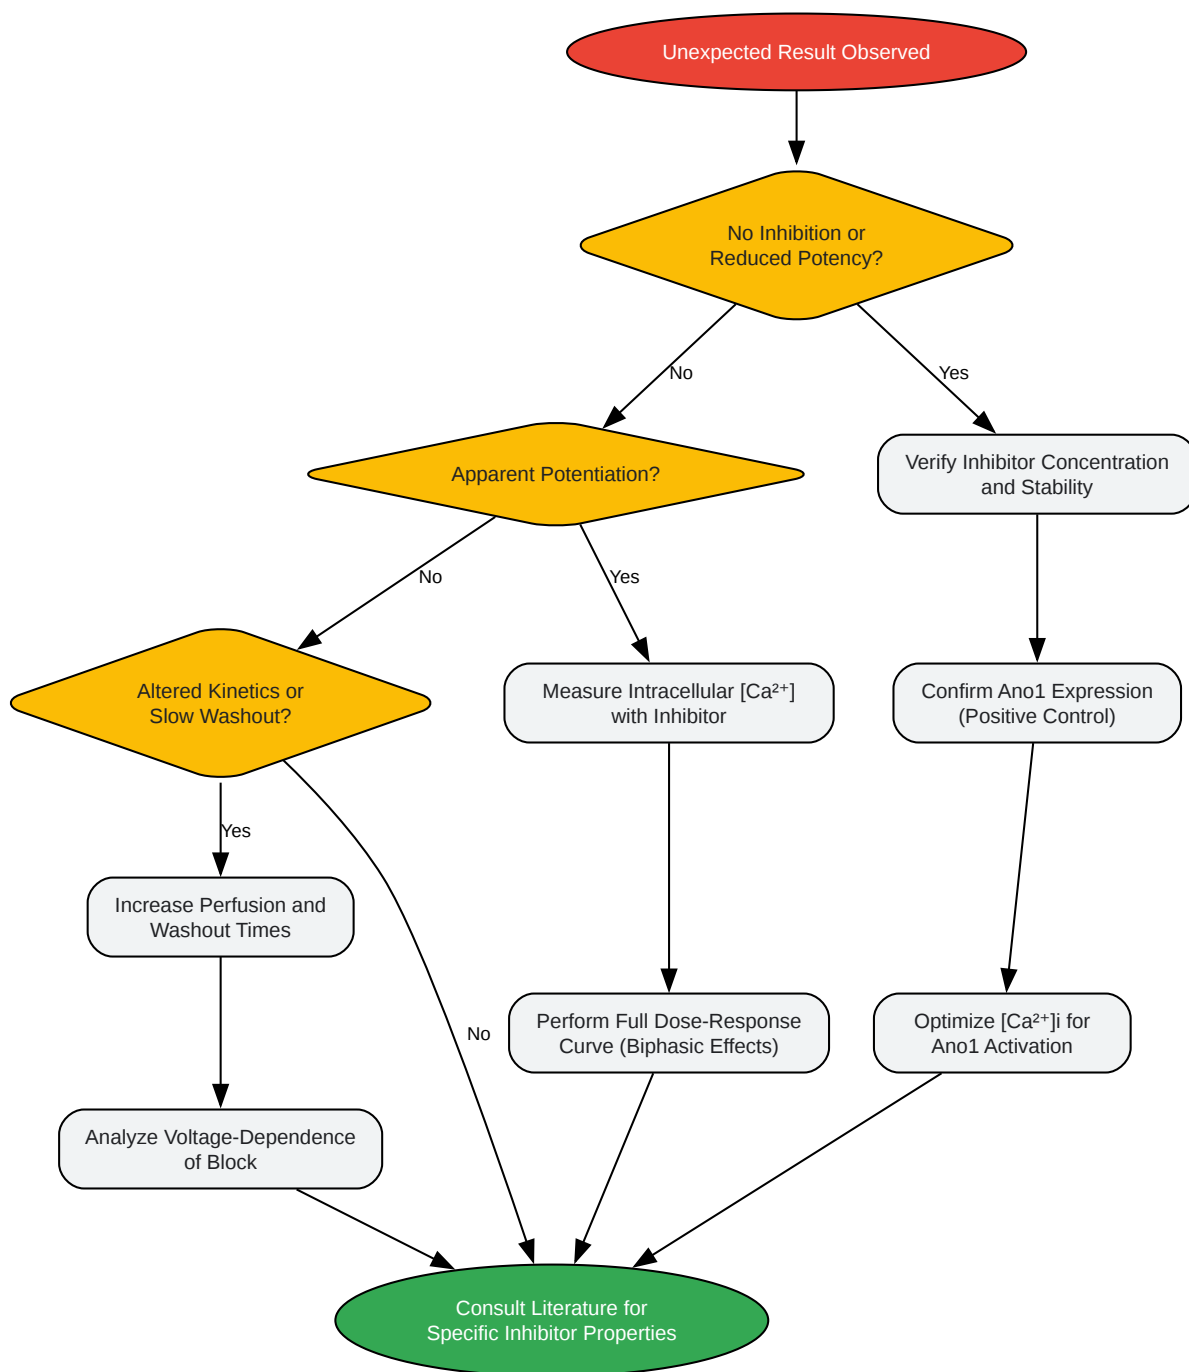 Unexpected Result Observed
No Inhibition or
Reduced Potency?
No
Yes
Apparent Potentiation?
Verify Inhibitor Concentration
and Stability
No
Yes
Altered Kinetics or
Slow Washout?
Measure Intracellular [Ca²⁺]
with Inhibitor
Confirm Ano1 Expression
(Positive Control)
Yes
Increase Perfusion and
Washout Times
No
Perform Full Dose-Response
Curve (Biphasic Effects)
Optimize [Ca²⁺]i for
Ano1 Activation
Analyze Voltage-Dependence
of Block
Consult Literature for
Specific Inhibitor Properties